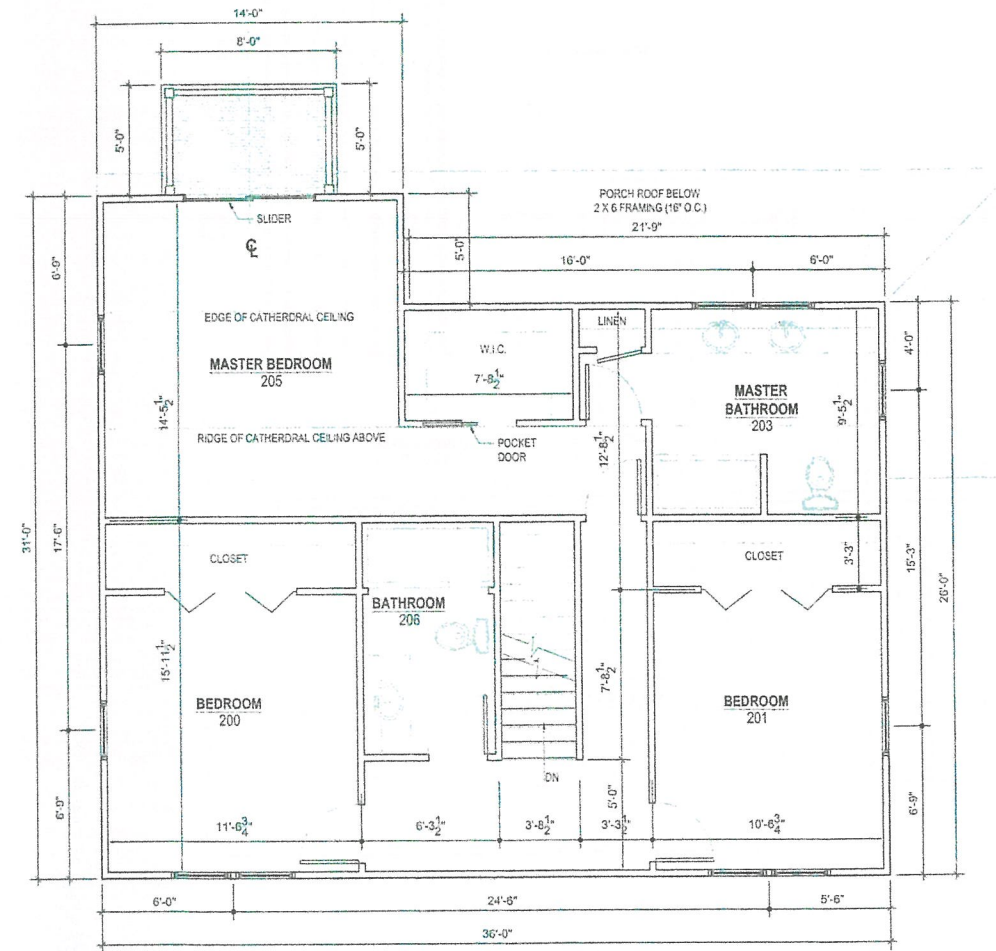 14'-0"
8'-0"
5'-0"
5'-0"
SLIDER
C
L
PORCH ROOF BELOW
2 X 6 FRAMING (16" O.C.)
21'-9"
5'-0"
16'-0"
6'-0"
6'-9"
EDGE OF CATHERDRAL CEILING
LINEN
W.I.C.
7'-8 1/2"
4'-0"
MASTER BEDROOM
205
MASTER
BATHROOM
203
14'-5 1/2"
9'-5 1/2"
RIDGE OF CATHERDRAL CEILING ABOVE
POCKET
DOOR
12'-8 1/2"
31'-0"
17'-6"
CLOSET
CLOSET
3'-3"
15'-3"
26'-0"
BATHROOM
206
15'-11 1/2"
7'-8 1/2"
BEDROOM
200
BEDROOM
201
DN
5'-0"
6'-9"
6'-9"
11'-6 3/4"
6'-3 1/2"
3'-8 1/2"
3'-3 1/2"
10'-6 3/4"
6'-0"
24'-6"
5'-6"
36'-0"